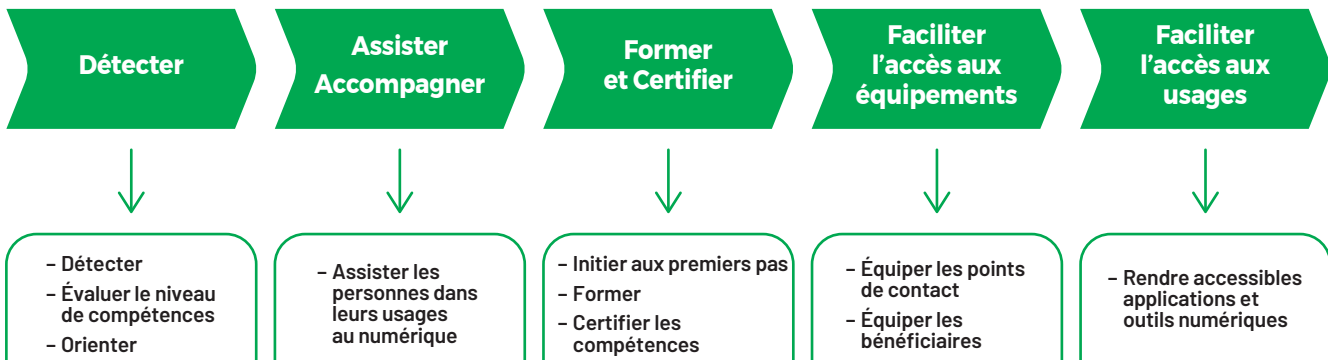 Détecter
Assister
Accompagner
Former
et Certifier
Faciliter
l'accès aux
équipements
Faciliter
l'accès aux
usages
– Détecter
– Évaluer le niveau
de compétences
– Orienter
– Assister les
personnes dans
leurs usages
au numérique
– Initier aux premiers pas
– Former
– Certifier les
compétences
– Équiper les points
de contact
– Équiper les
bénéficiaires
– Rendre accessibles
applications et
outils numériques